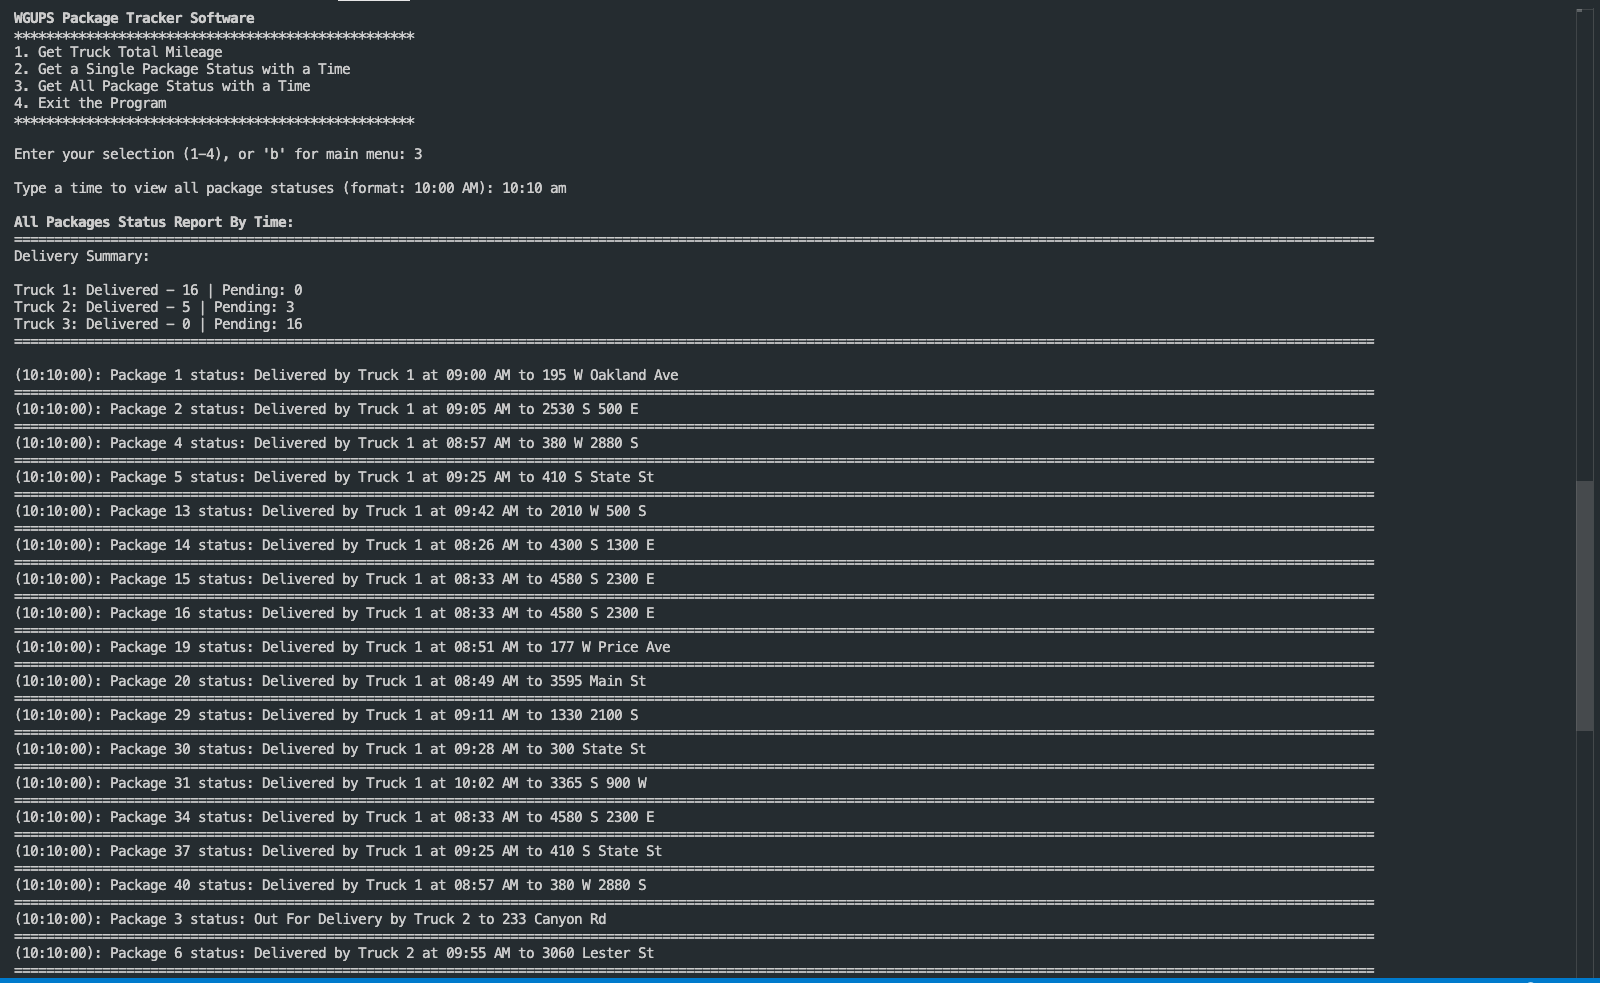 WGUPS Package Tracker Software
**************************************************
1. Get Truck Total Mileage
2. Get a Single Package Status with a Time
3. Get All Package Status with a Time
4. Exit the Program
**************************************************
Enter your selection (1-4), or 'b' for main menu: 3
Type a time to view all package statuses (format: 10:00 AM): 10:10 am
All Packages Status Report By Time:
Delivery Summary:
Truck 1: Delivered - 16 | Pending: 0
Truck 2: Delivered - 5 | Pending: 3
Truck 3: Delivered - 0 | Pending: 16
(10:10:00): Package 1 status: Delivered by Truck 1 at 09:00 AM to 195 W Oakland Ave
(10:10:00): Package 2 status: Delivered by Truck 1 at 09:05 AM to 2530 S 500 E
(10:10:00): Package 4 status: Delivered by Truck 1 at 08:57 AM to 380 W 2880 S
(10:10:00): Package 5 status: Delivered by Truck 1 at 09:25 AM to 410 S State St
(10:10:00): Package 13 status: Delivered by Truck 1 at 09:42 AM to 2010 W 500 S
(10:10:00): Package 14 status: Delivered by Truck 1 at 08:26 AM to 4300 S 1300 E
(10:10:00): Package 15 status: Delivered by Truck 1 at 08:33 AM to 4580 S 2300 E
(10:10:00): Package 16 status: Delivered by Truck 1 at 08:33 AM to 4580 S 2300 E
(10:10:00): Package 19 status: Delivered by Truck 1 at 08:51 AM to 177 W Price Ave
(10:10:00): Package 20 status: Delivered by Truck 1 at 08:49 AM to 3595 Main St
(10:10:00): Package 29 status: Delivered by Truck 1 at 09:11 AM to 1330 2100 S
(10:10:00): Package 30 status: Delivered by Truck 1 at 09:28 AM to 300 State St
(10:10:00): Package 31 status: Delivered by Truck 1 at 10:02 AM to 3365 S 900 W
(10:10:00): Package 34 status: Delivered by Truck 1 at 08:33 AM to 4580 S 2300 E
(10:10:00): Package 37 status: Delivered by Truck 1 at 09:25 AM to 410 S State St
(10:10:00): Package 40 status: Delivered by Truck 1 at 08:57 AM to 380 W 2880 S
(10:10:00): Package 3 status: Out For Delivery by Truck 2 to 233 Canyon Rd
(10:10:00): Package 6 status: Delivered by Truck 2 at 09:55 AM to 3060 Lester St